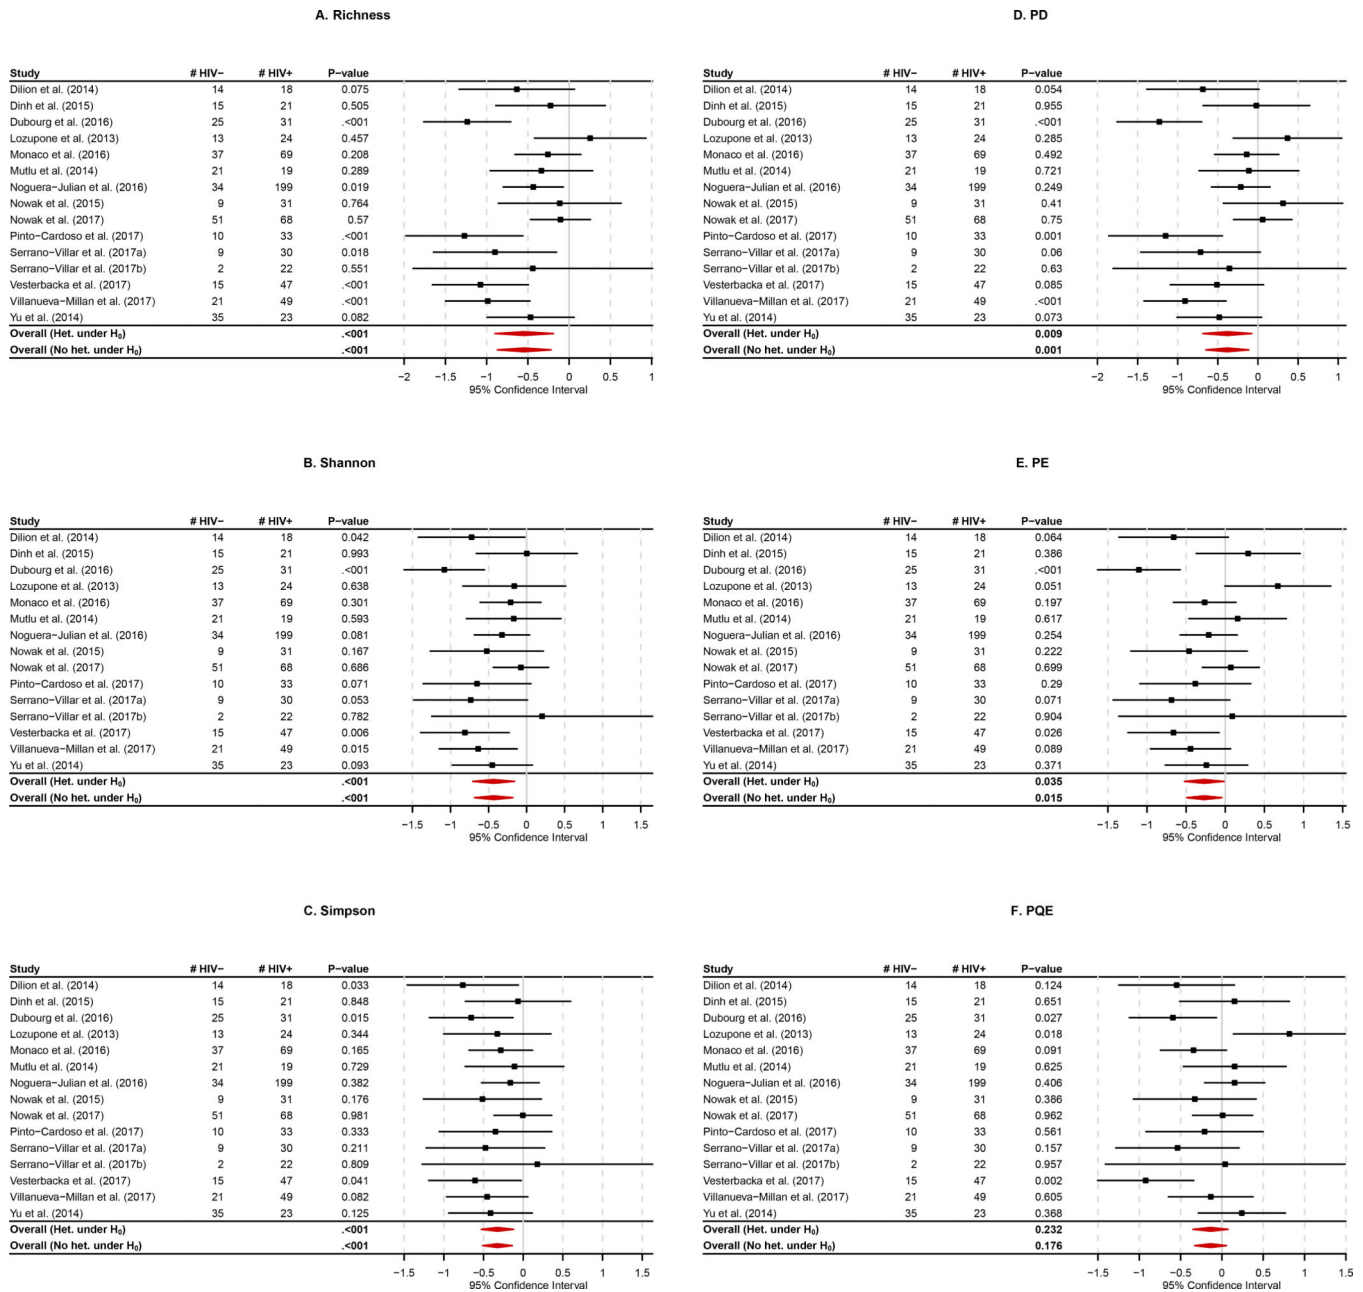 A. Richness
Study # HIV− # HIV+ P−value
Dilion et al. (2014) 14 18 0.075
Dinh et al. (2015) 15 21 0.505
Dubourg et al. (2016) 25 31 .<001
Lozupone et al. (2013) 13 24 0.457
Monaco et al. (2016) 37 69 0.208
Mutlu et al. (2014) 21 19 0.289
Noguera−Julian et al. (2016) 34 199 0.019
Nowak et al. (2015) 9 31 0.764
Nowak et al. (2017) 51 68 0.57
Pinto−Cardoso et al. (2017) 10 33 .<001
Serrano−Villar et al. (2017a) 9 30 0.018
Serrano−Villar et al. (2017b) 2 22 0.551
Vesterbacka et al. (2017) 15 47 .<001
Villanueva−Millan et al. (2017) 21 49 .<001
Yu et al. (2014) 35 23 0.082
Overall (Het. under H₀) .<001
Overall (No het. under H₀) .<001
−2 −1.5 −1 −0.5 0 0.5 1
95% Confidence Interval
D. PD
Study # HIV− # HIV+ P−value
Dilion et al. (2014) 14 18 0.054
Dinh et al. (2015) 15 21 0.955
Dubourg et al. (2016) 25 31 .<001
Lozupone et al. (2013) 13 24 0.285
Monaco et al. (2016) 37 69 0.492
Mutlu et al. (2014) 21 19 0.721
Noguera−Julian et al. (2016) 34 199 0.249
Nowak et al. (2015) 9 31 0.41
Nowak et al. (2017) 51 68 0.75
Pinto−Cardoso et al. (2017) 10 33 0.001
Serrano−Villar et al. (2017a) 9 30 0.06
Serrano−Villar et al. (2017b) 2 22 0.63
Vesterbacka et al. (2017) 15 47 0.085
Villanueva−Millan et al. (2017) 21 49 .<001
Yu et al. (2014) 35 23 0.073
Overall (Het. under H₀) 0.009
Overall (No het. under H₀) 0.001
−2 −1.5 −1 −0.5 0 0.5 1
95% Confidence Interval
B. Shannon
Study # HIV− # HIV+ P−value
Dilion et al. (2014) 14 18 0.042
Dinh et al. (2015) 15 21 0.993
Dubourg et al. (2016) 25 31 .<001
Lozupone et al. (2013) 13 24 0.638
Monaco et al. (2016) 37 69 0.301
Mutlu et al. (2014) 21 19 0.593
Noguera−Julian et al. (2016) 34 199 0.081
Nowak et al. (2015) 9 31 0.167
Nowak et al. (2017) 51 68 0.686
Pinto−Cardoso et al. (2017) 10 33 0.071
Serrano−Villar et al. (2017a) 9 30 0.053
Serrano−Villar et al. (2017b) 2 22 0.782
Vesterbacka et al. (2017) 15 47 0.006
Villanueva−Millan et al. (2017) 21 49 0.015
Yu et al. (2014) 35 23 0.093
Overall (Het. under H₀) .<001
Overall (No het. under H₀) .<001
−1.5 −1 −0.5 0 0.5 1 1.5
95% Confidence Interval
E. PE
Study # HIV− # HIV+ P−value
Dilion et al. (2014) 14 18 0.064
Dinh et al. (2015) 15 21 0.386
Dubourg et al. (2016) 25 31 .<001
Lozupone et al. (2013) 13 24 0.051
Monaco et al. (2016) 37 69 0.197
Mutlu et al. (2014) 21 19 0.617
Noguera−Julian et al. (2016) 34 199 0.254
Nowak et al. (2015) 9 31 0.222
Nowak et al. (2017) 51 68 0.699
Pinto−Cardoso et al. (2017) 10 33 0.29
Serrano−Villar et al. (2017a) 9 30 0.071
Serrano−Villar et al. (2017b) 2 22 0.904
Vesterbacka et al. (2017) 15 47 0.026
Villanueva−Millan et al. (2017) 21 49 0.089
Yu et al. (2014) 35 23 0.371
Overall (Het. under H₀) 0.035
Overall (No het. under H₀) 0.015
−1.5 −1 −0.5 0 0.5 1 1.5
95% Confidence Interval
C. Simpson
Study # HIV− # HIV+ P−value
Dilion et al. (2014) 14 18 0.033
Dinh et al. (2015) 15 21 0.848
Dubourg et al. (2016) 25 31 0.015
Lozupone et al. (2013) 13 24 0.344
Monaco et al. (2016) 37 69 0.165
Mutlu et al. (2014) 21 19 0.729
Noguera−Julian et al. (2016) 34 199 0.382
Nowak et al. (2015) 9 31 0.176
Nowak et al. (2017) 51 68 0.981
Pinto−Cardoso et al. (2017) 10 33 0.333
Serrano−Villar et al. (2017a) 9 30 0.211
Serrano−Villar et al. (2017b) 2 22 0.809
Vesterbacka et al. (2017) 15 47 0.041
Villanueva−Millan et al. (2017) 21 49 0.082
Yu et al. (2014) 35 23 0.125
Overall (Het. under H₀) .<001
Overall (No het. under H₀) .<001
−1.5 −1 −0.5 0 0.5 1 1.5
95% Confidence Interval
F. PQE
Study # HIV− # HIV+ P−value
Dilion et al. (2014) 14 18 0.124
Dinh et al. (2015) 15 21 0.651
Dubourg et al. (2016) 25 31 0.027
Lozupone et al. (2013) 13 24 0.018
Monaco et al. (2016) 37 69 0.091
Mutlu et al. (2014) 21 19 0.625
Noguera−Julian et al. (2016) 34 199 0.406
Nowak et al. (2015) 9 31 0.386
Nowak et al. (2017) 51 68 0.962
Pinto−Cardoso et al. (2017) 10 33 0.561
Serrano−Villar et al. (2017a) 9 30 0.157
Serrano−Villar et al. (2017b) 2 22 0.957
Vesterbacka et al. (2017) 15 47 0.002
Villanueva−Millan et al. (2017) 21 49 0.605
Yu et al. (2014) 35 23 0.368
Overall (Het. under H₀) 0.232
Overall (No het. under H₀) 0.176
−1.5 −1 −0.5 0 0.5 1 1.5
95% Confidence Interval